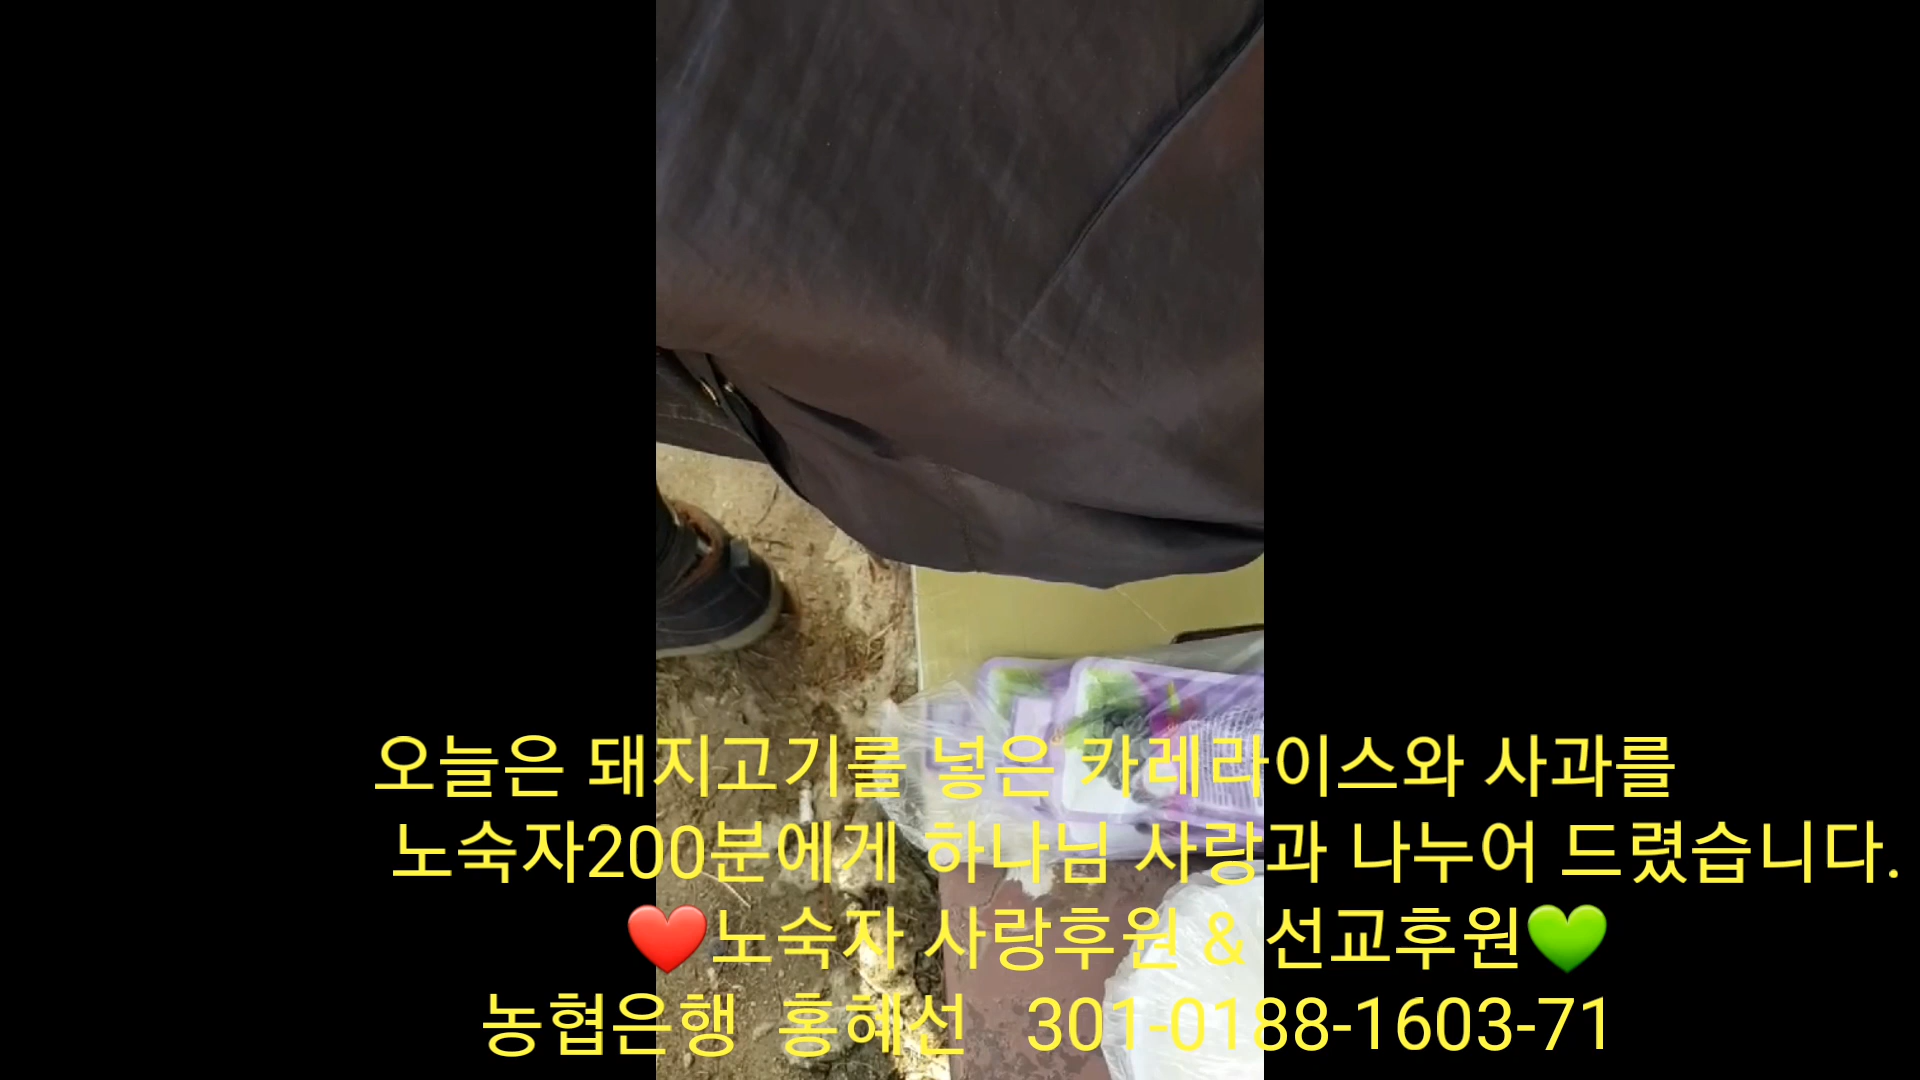 오늘은 돼지고기를 넣은 카레라이스와 사과를
노숙자200분에게 하나님 사랑과 나누어 드렸습니다.
❤️노숙자 사랑후원 & 선교후원💚
농협은행 홍혜선 301-0188-1603-71